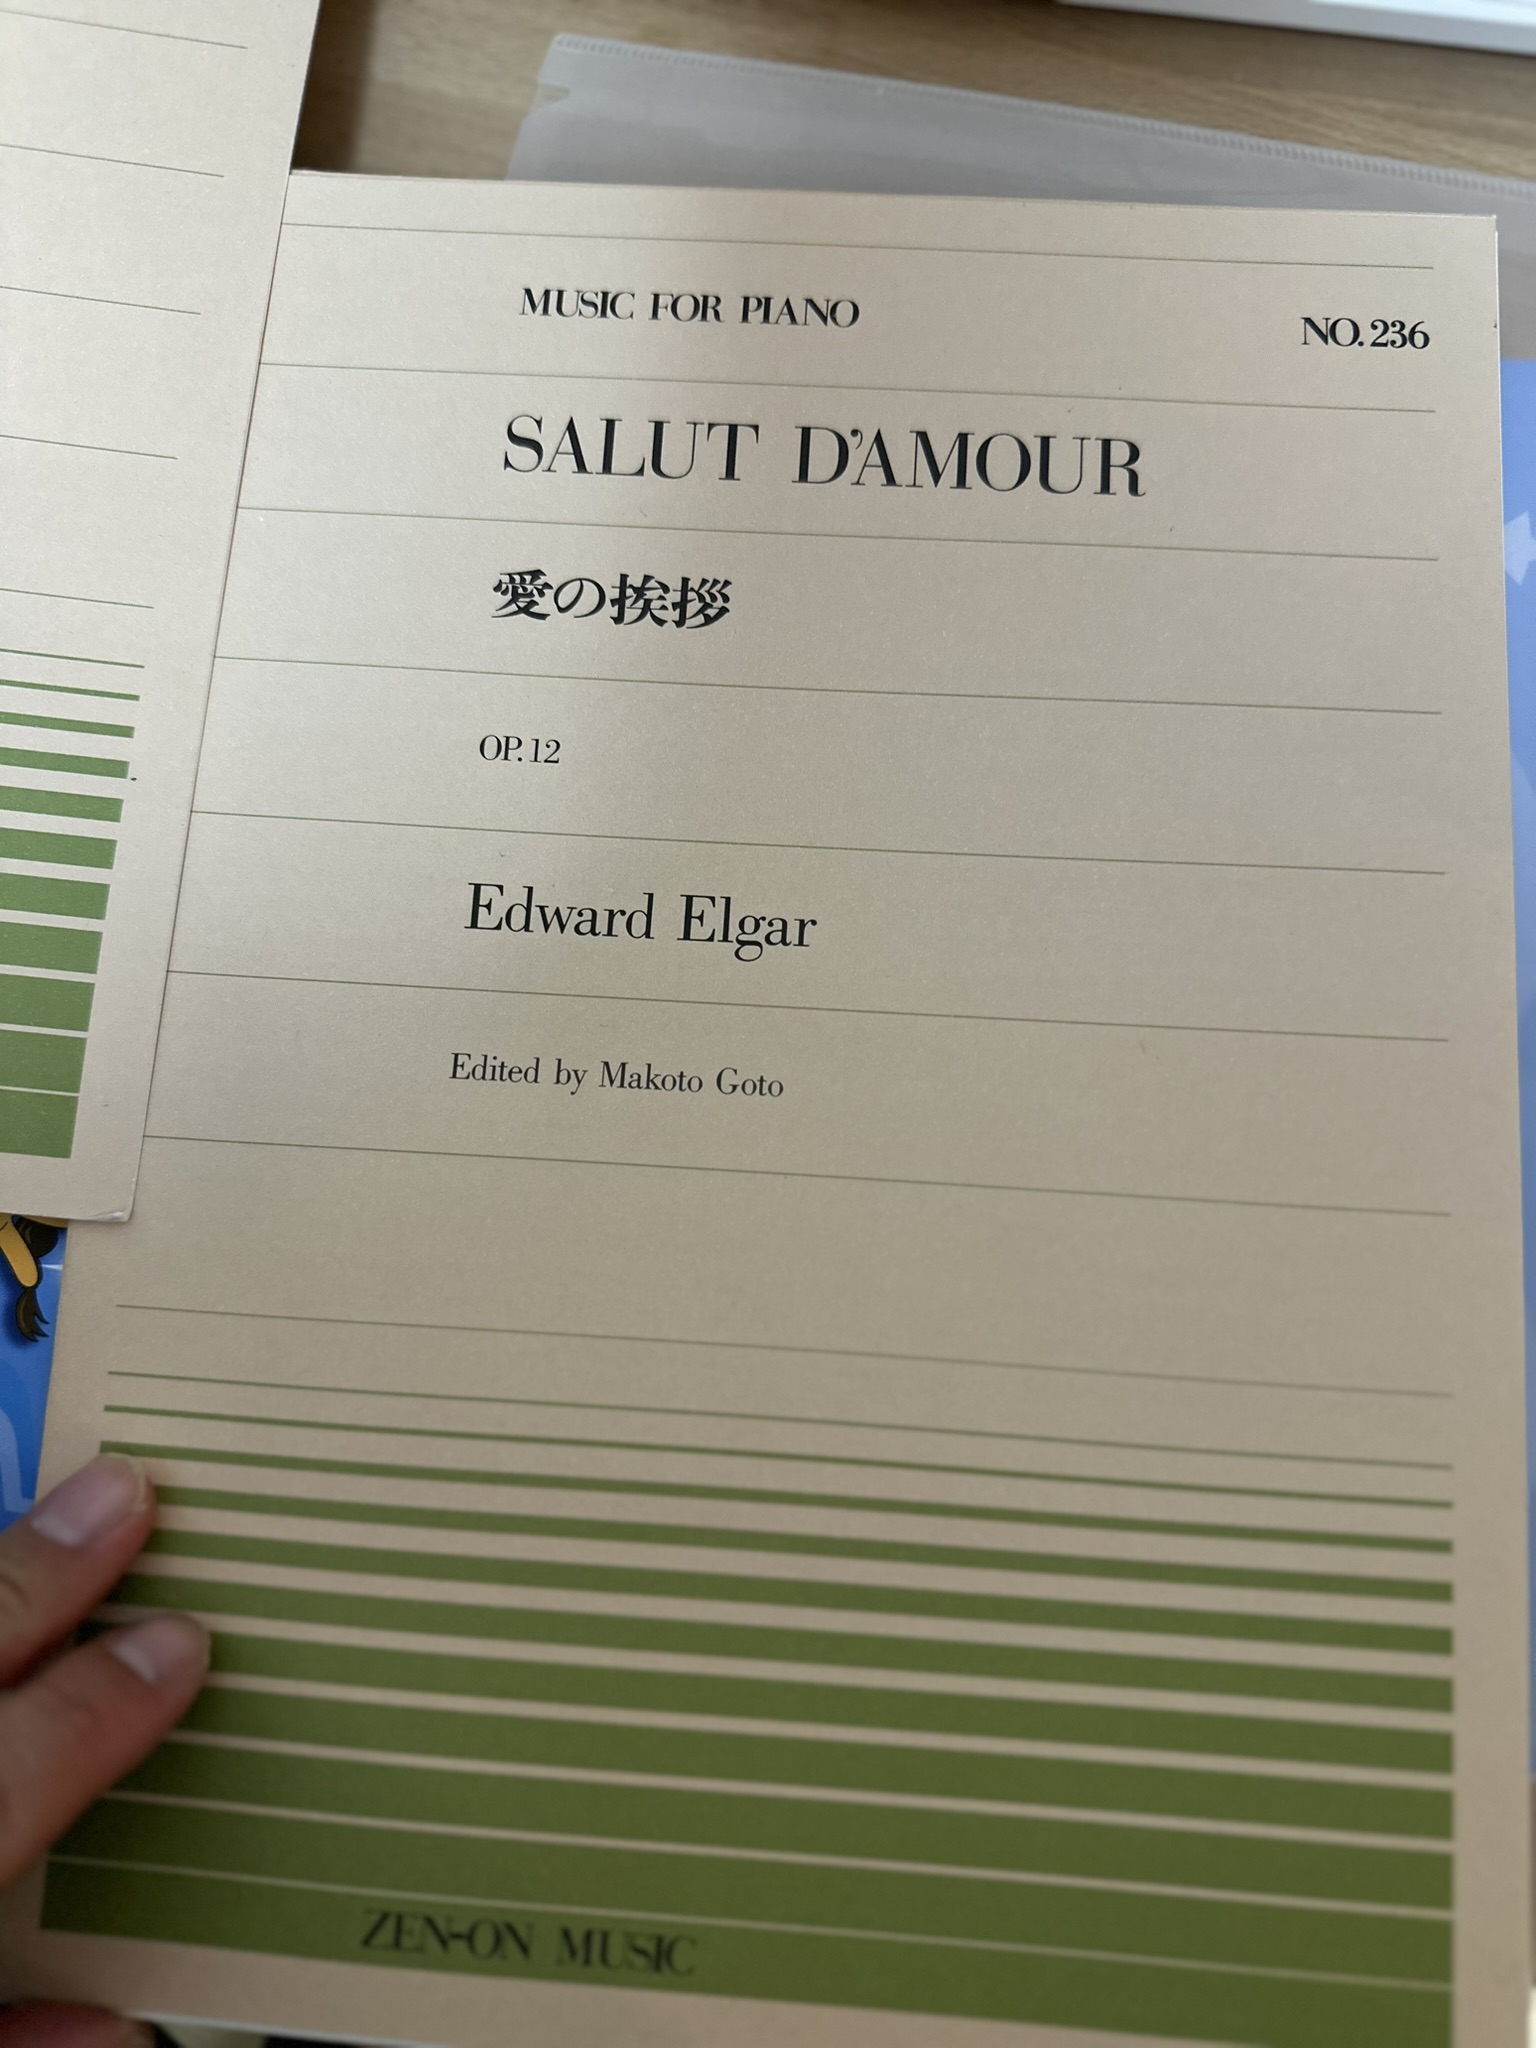 MUSIC FOR PIANO
NO. 236
SALUT D'AMOUR
愛の挨拶
OP. 12
Edward Elgar
Edited by Makoto Goto
ZEN-ON MUSIC